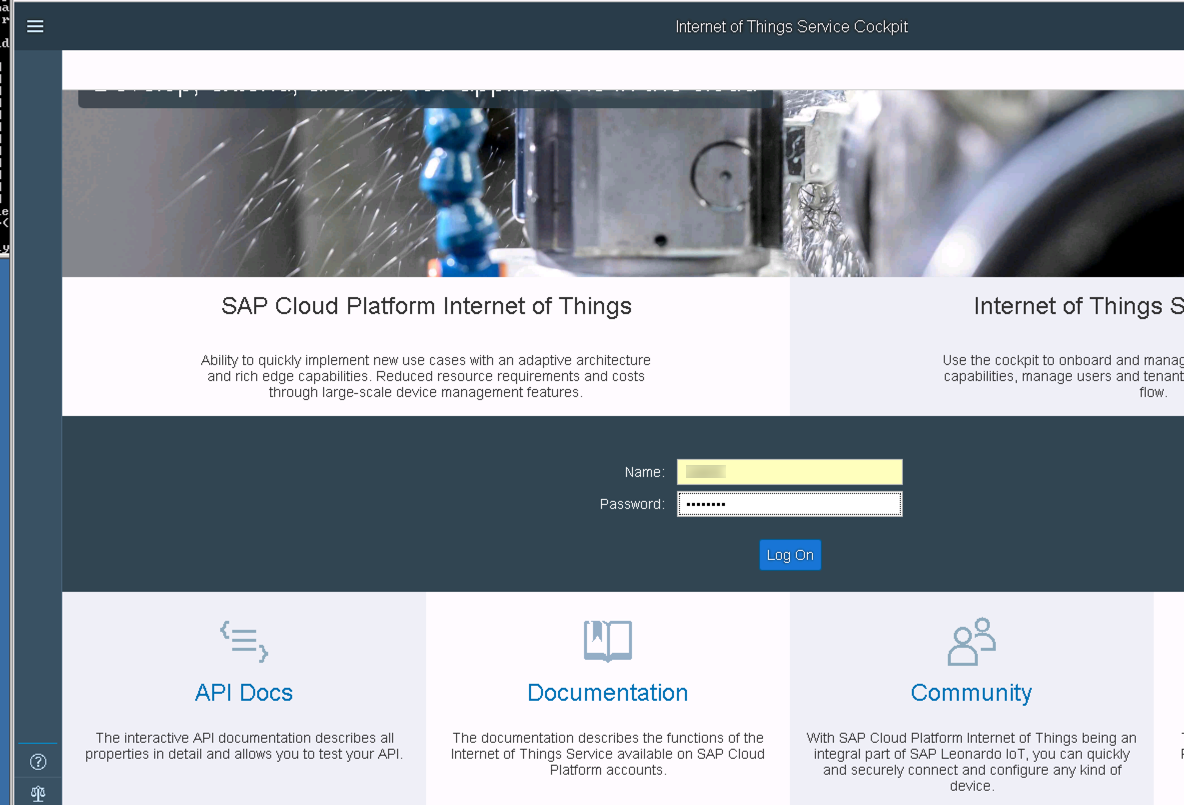 Internet of Things Service Cockpit
SAP Cloud Platform Internet of Things
Ability to quickly implement new use cases with an adaptive architecture
and rich edge capabilities. Reduced resource requirements and costs
through large-scale device management features.
Internet of Things S
Use the cockpit to onboard and manag
capabilities, manage users and tenant
flow.
Name:
Password:
Log On
API Docs
The interactive API documentation describes all
properties in detail and allows you to test your API.
Documentation
The documentation describes the functions of the
Internet of Things Service available on SAP Cloud
Platform accounts.
Community
With SAP Cloud Platform Internet of Things being an
integral part of SAP Leonardo IoT, you can quickly
and securely connect and configure any kind of
device.